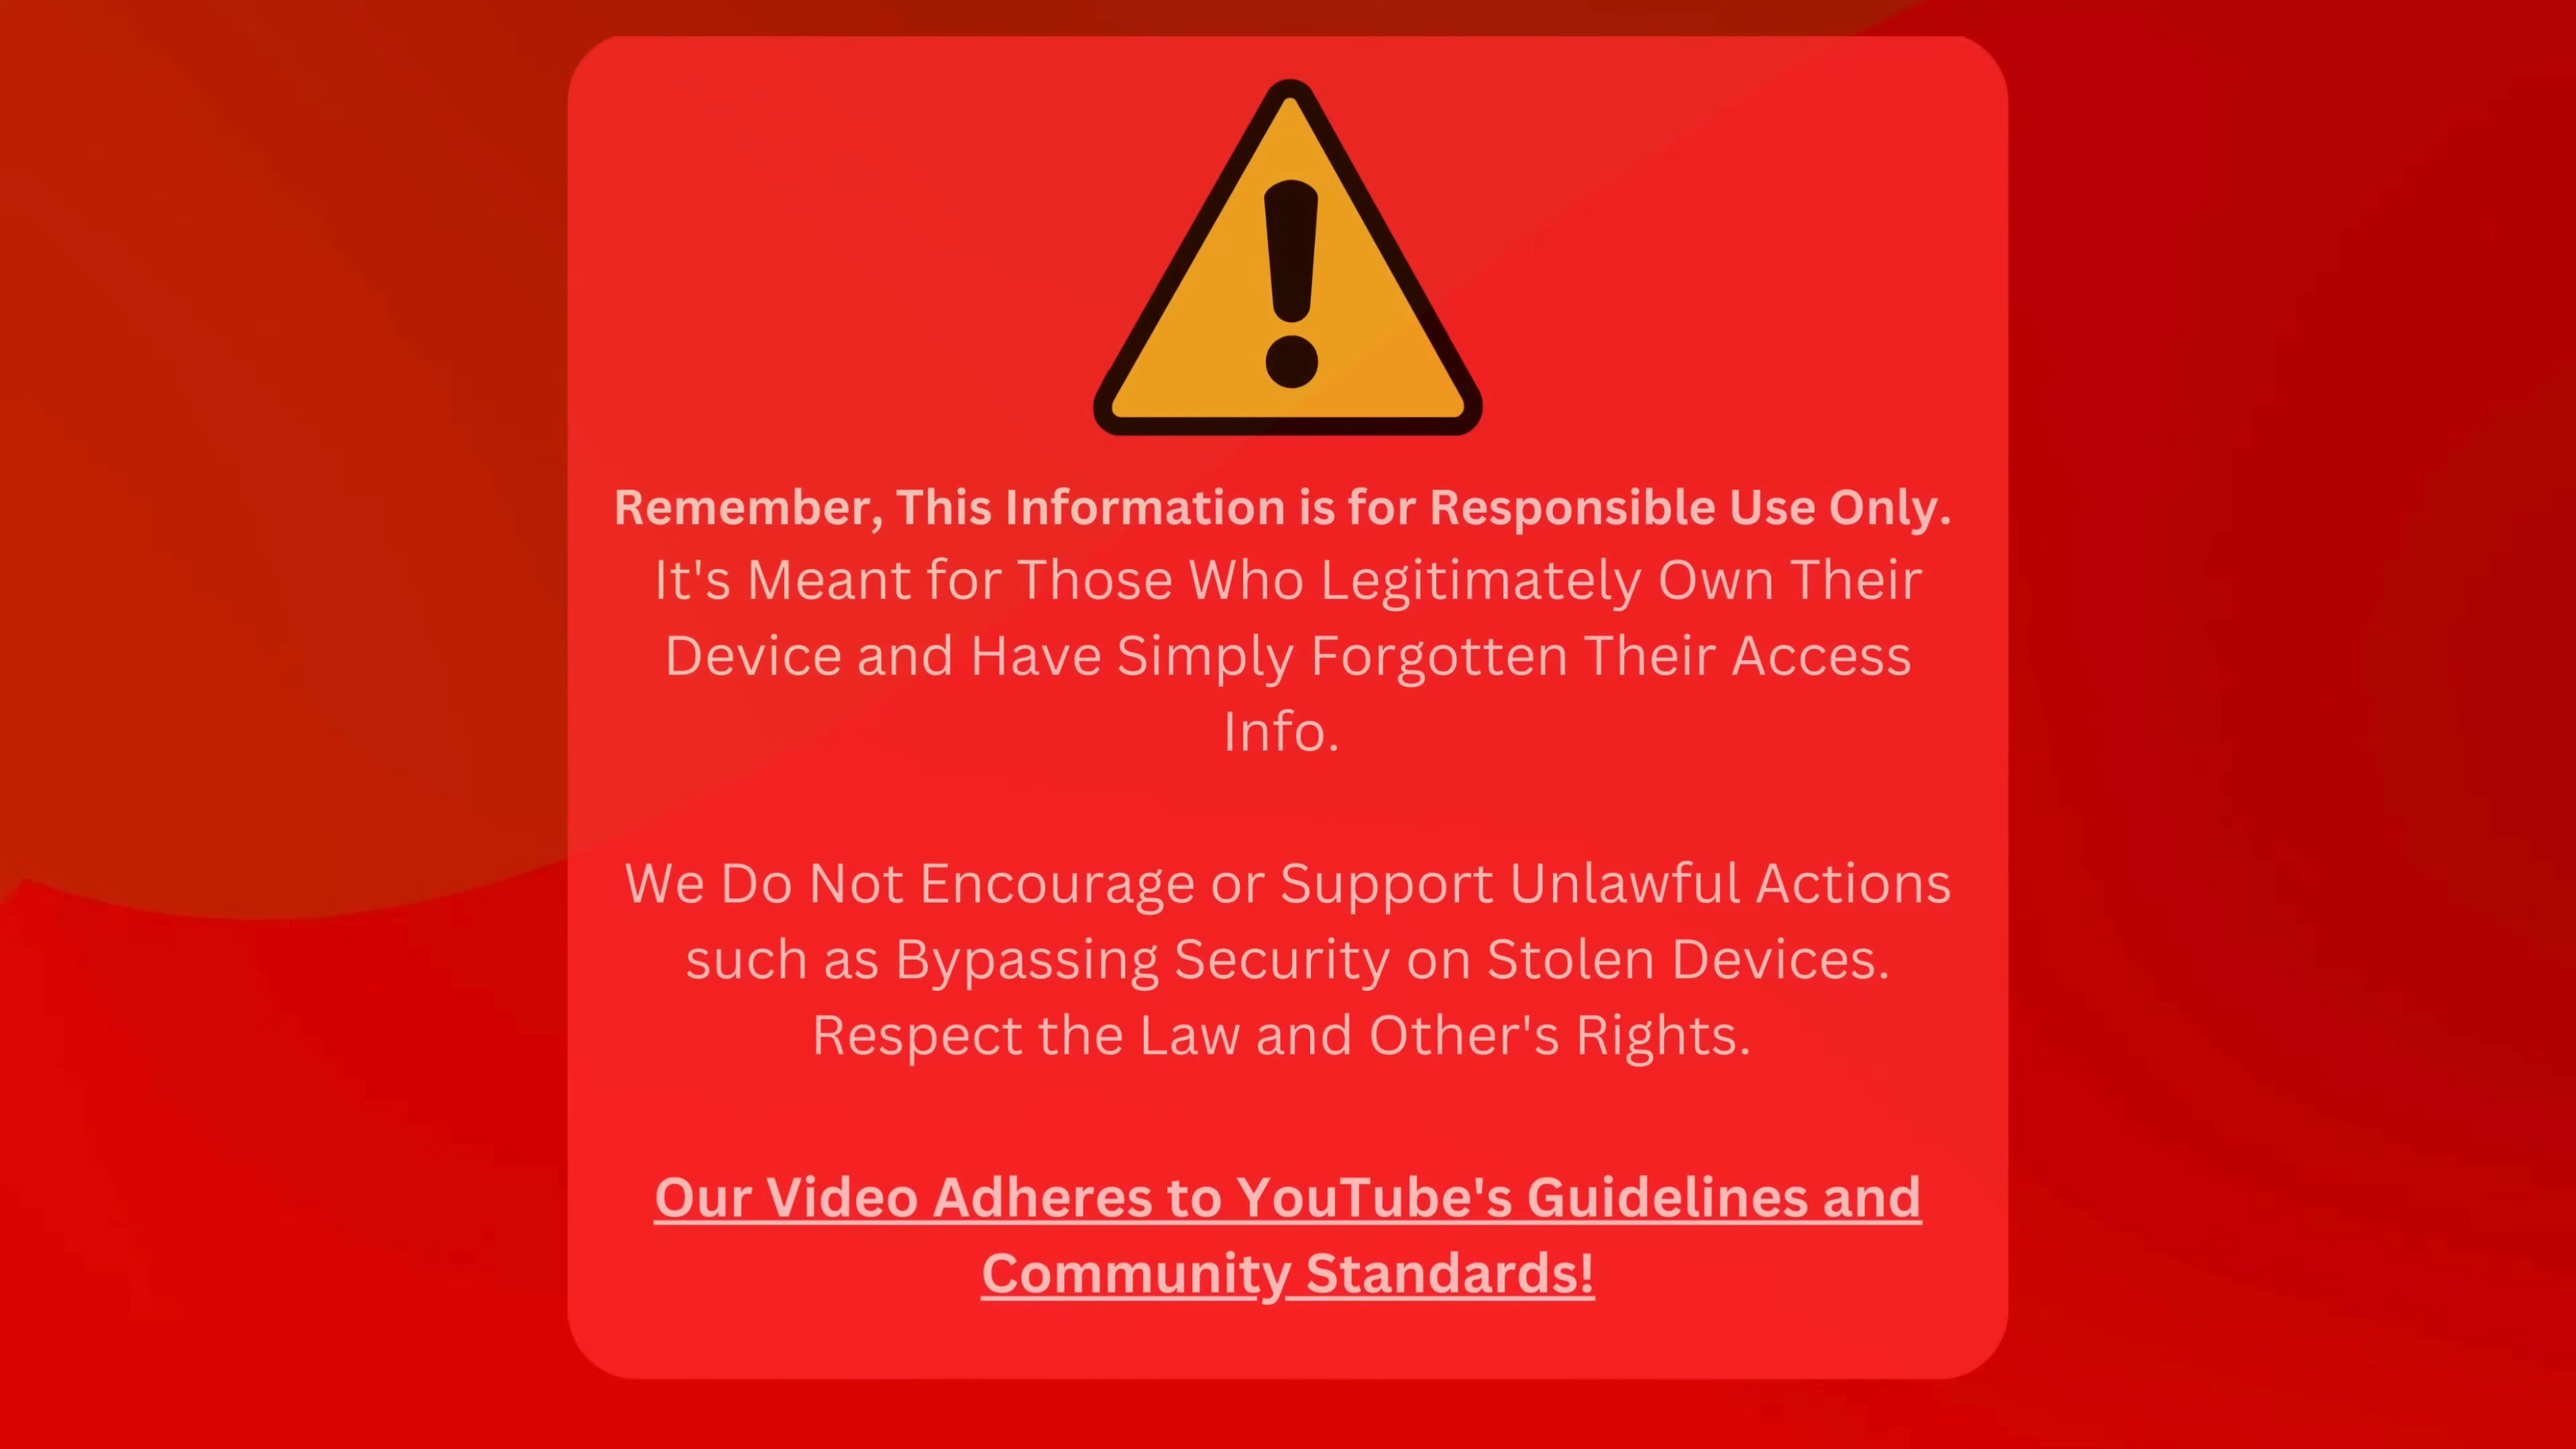 Remember, This Information is for Responsible Use Only.
It's Meant for Those Who Legitimately Own Their
Device and Have Simply Forgotten Their Access
Info.
We Do Not Encourage or Support Unlawful Actions
such as Bypassing Security on Stolen Devices.
Respect the Law and Other's Rights.
Our Video Adheres to YouTube's Guidelines and
Community Standards!